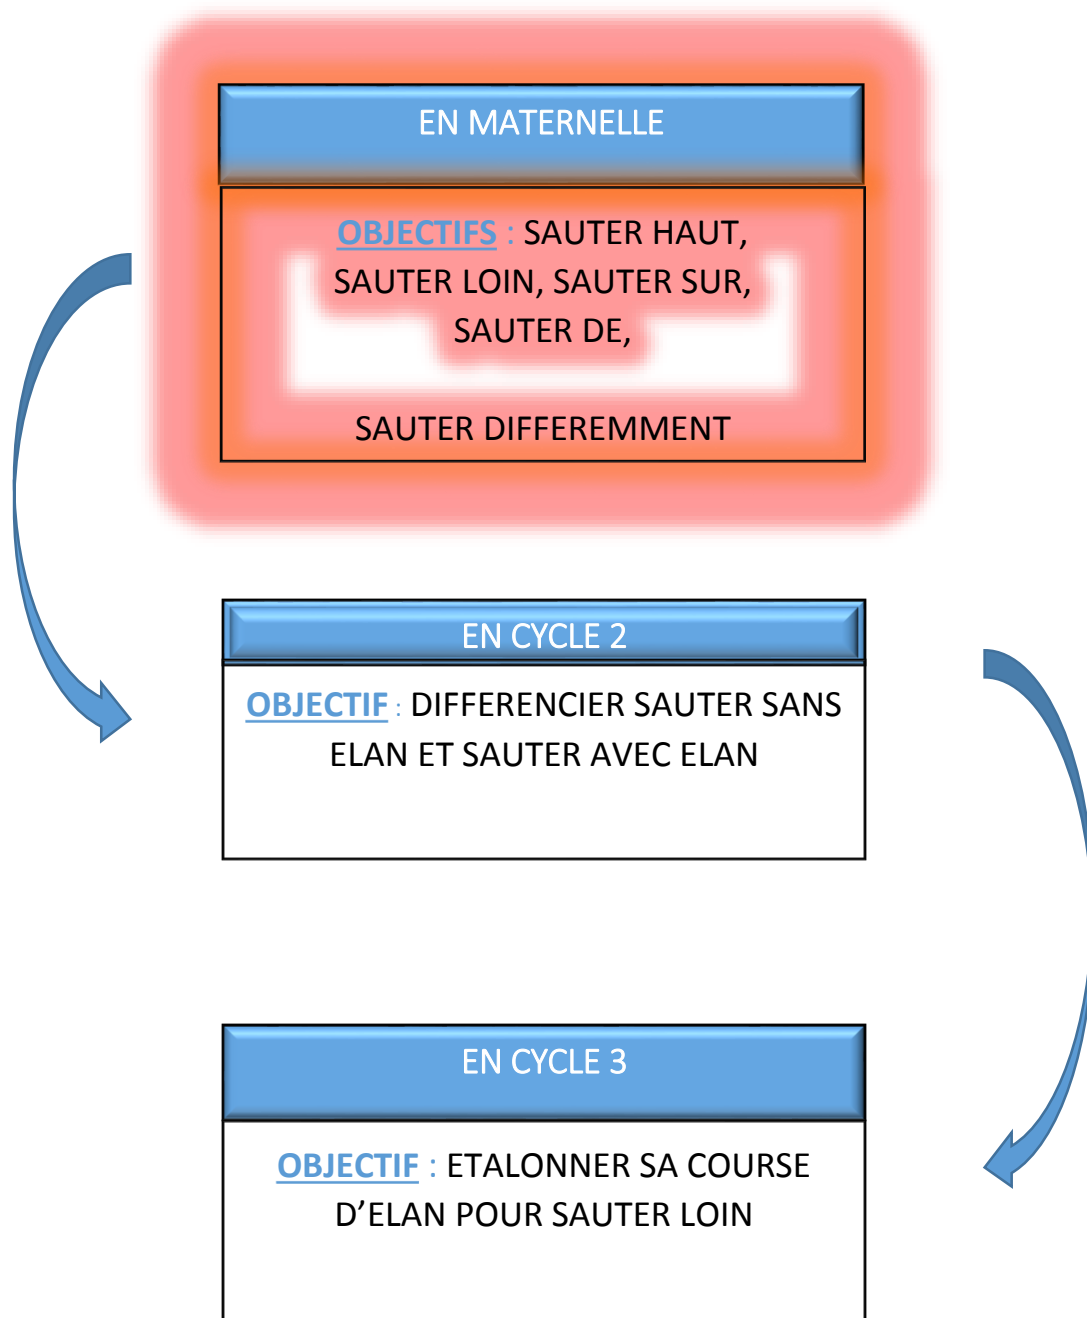 EN MATERNELLE
OBJECTIFS : SAUTER HAUT,
SAUTER LOIN, SAUTER SUR,
SAUTER DE,
SAUTER DIFFEREMMENT
EN CYCLE 2
OBJECTIF : DIFFERENCIER SAUTER SANS
ELAN ET SAUTER AVEC ELAN
EN CYCLE 3
OBJECTIF : ETALONNER SA COURSE
D’ELAN POUR SAUTER LOIN